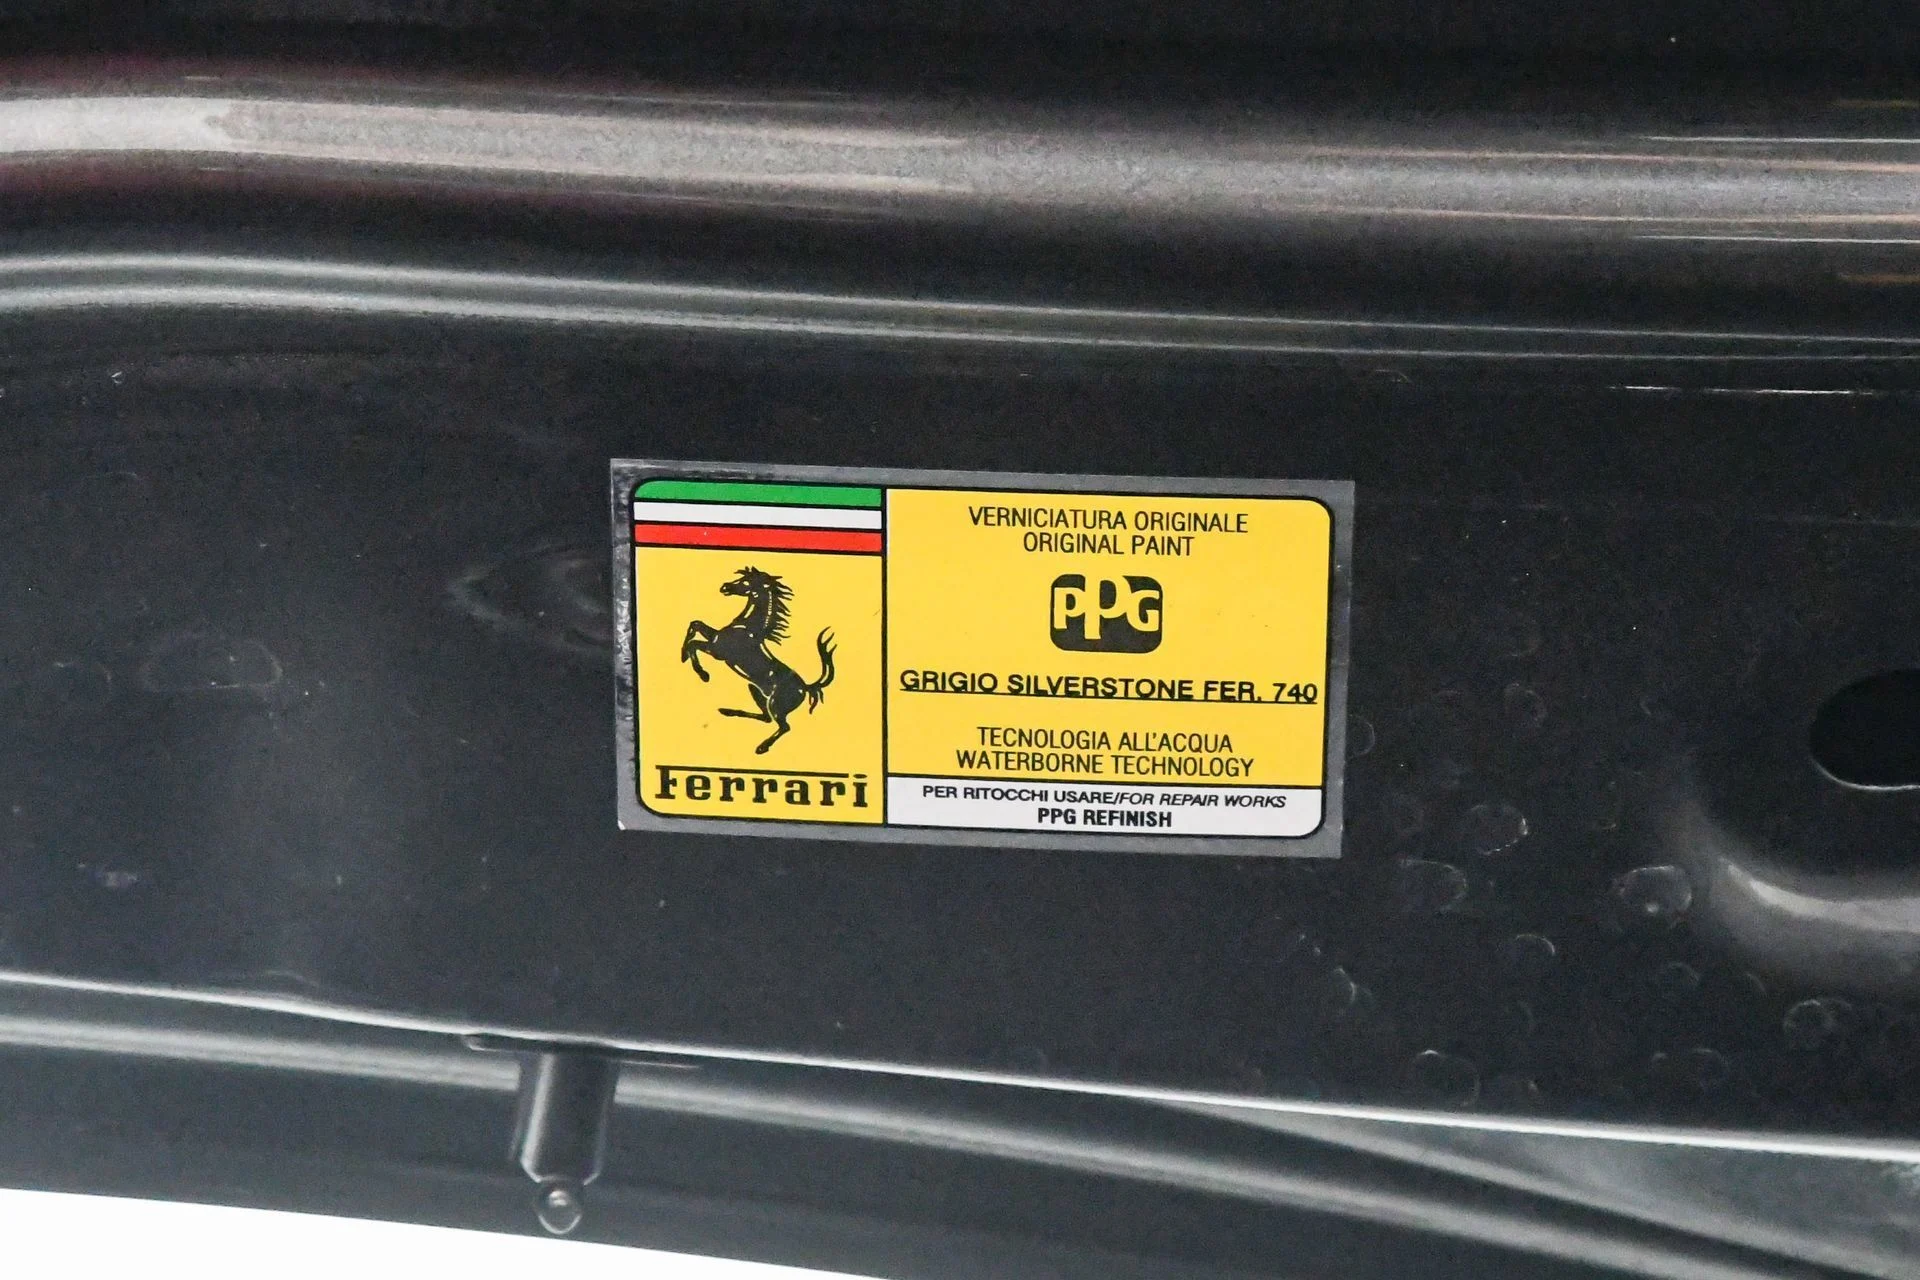 Ferrari
VERNICIATURA ORIGINALE
ORIGINAL PAINT
PPG
GRIGIO SILVERSTONE FER. 740
TECNOLOGIA ALL'ACQUA
WATERBORNE TECHNOLOGY
PER RITOCCHI USARE/FOR REPAIR WORKS
PPG REFINISH